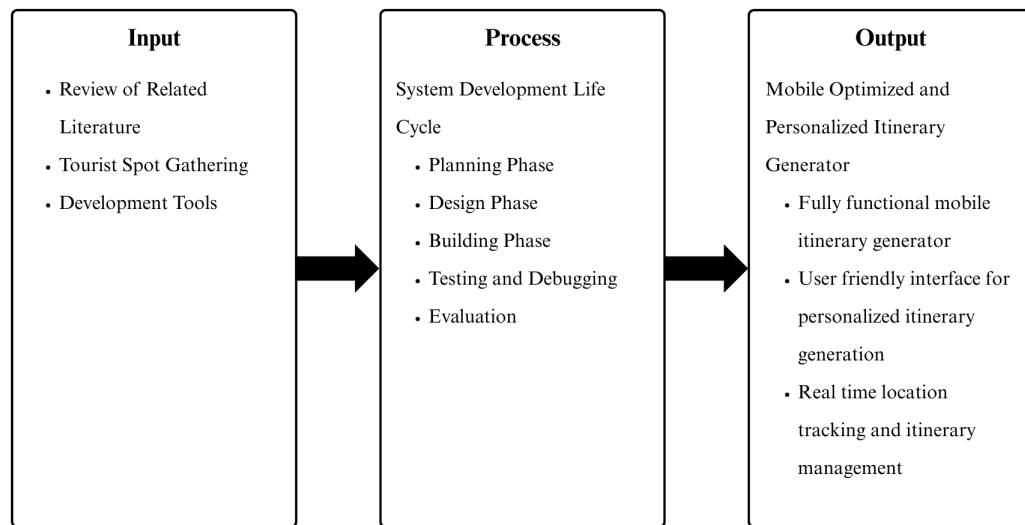 Input
• Review of Related
Literature
• Tourist Spot Gathering
• Development Tools
Process
System Development Life
Cycle
• Planning Phase
• Design Phase
• Building Phase
• Testing and Debugging
• Evaluation
Output
Mobile Optimized and
Personalized Itinerary
Generator
• Fully functional mobile
itinerary generator
• User friendly interface for
personalized itinerary
generation
• Real time location
tracking and itinerary
management